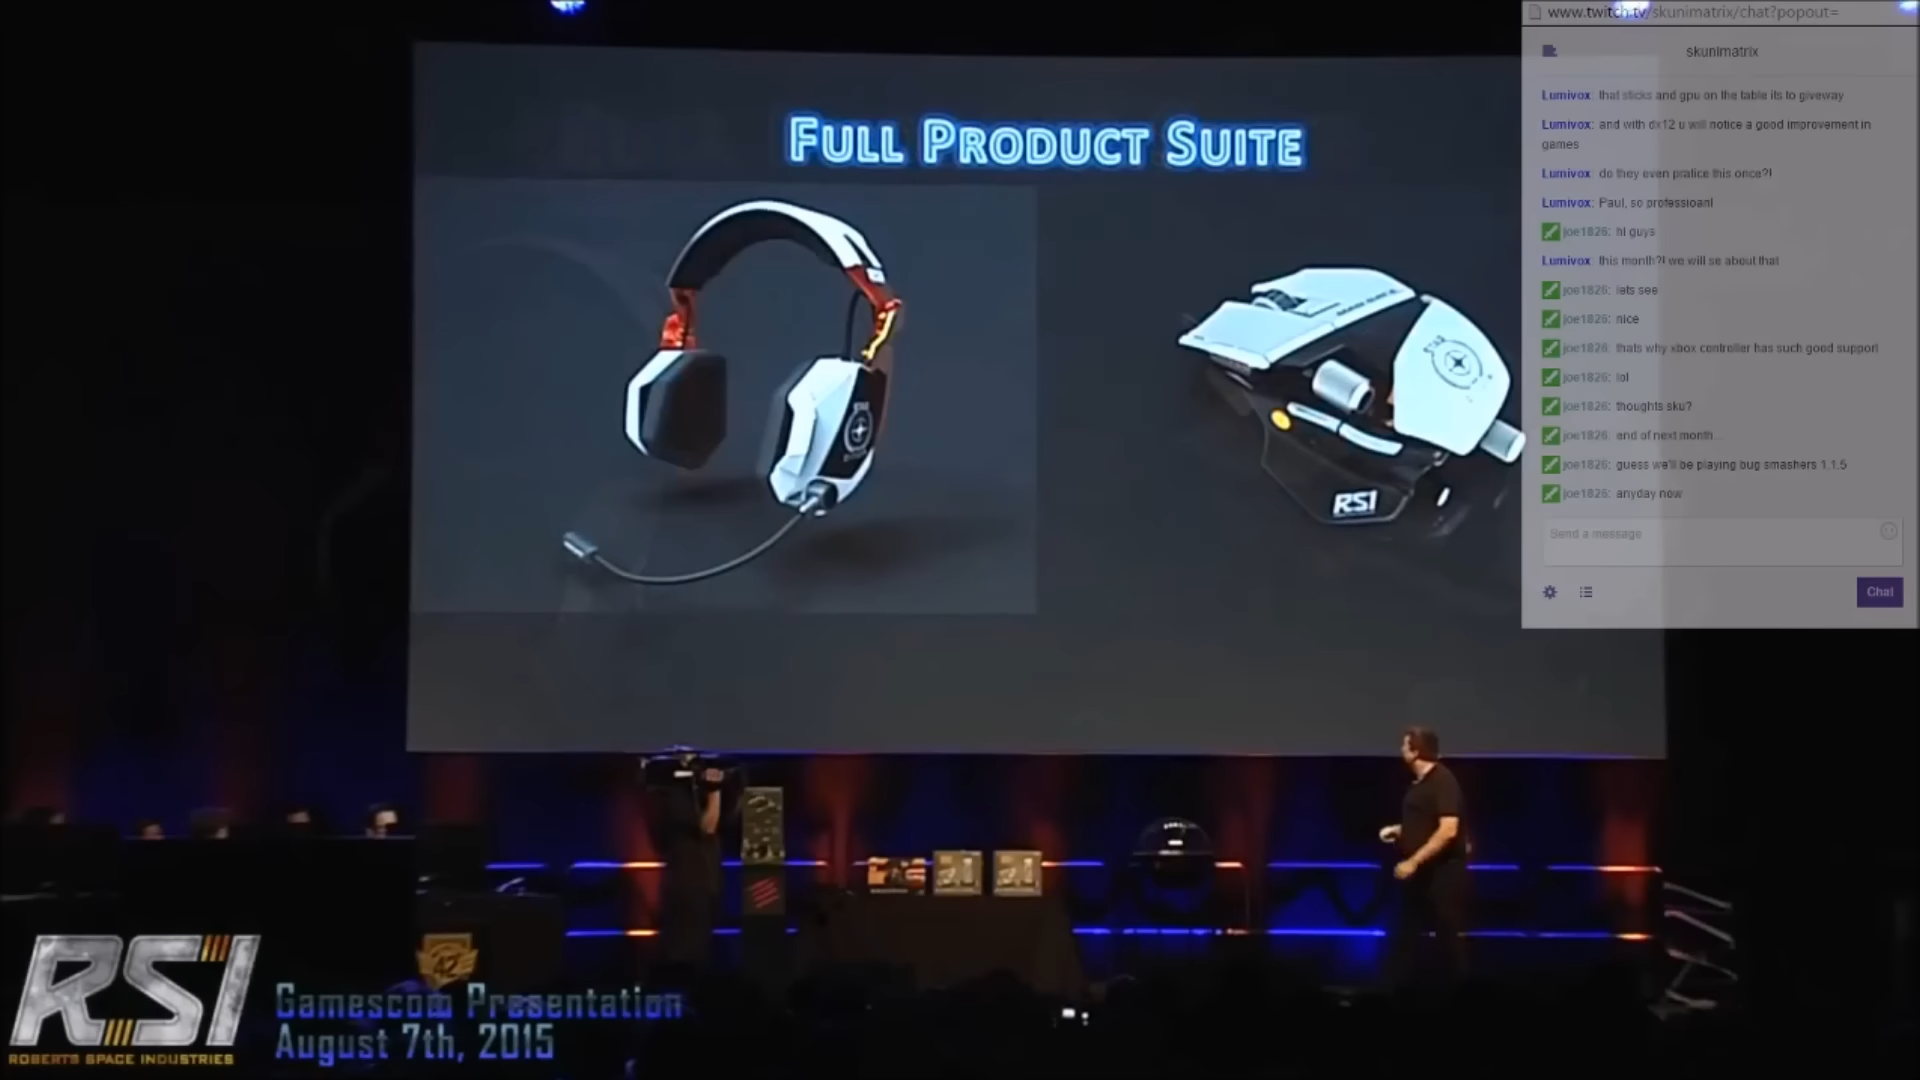 www.twitch.tv/skunimatrix/chat?popout=
skunimatrix
FULL PRODUCT SUITE
Lumivox: that sticks and gpu on the table its to giveway
Lumivox: and with dx12 u will notice a good improvement in
games
Lumivox: do they even pratice this once?!
Lumivox: Paul, so professioanl
joe1826: hi guys
Lumivox: this month?! we will se about that
joe1826: lets see
joe1826: nice
joe1826: thats why xbox controller has such good support
joe1826: lol
joe1826: thoughts sku?
joe1826: end of next month...
joe1826: guess we'll be playing bug smashers 1.1.5
joe1826: anyday now
Send a message
Chat
STAR
RSI
STAR
42
RSI
ROBERTS SPACE INDUSTRIES
Gamescom Presentation
August 7th, 2015